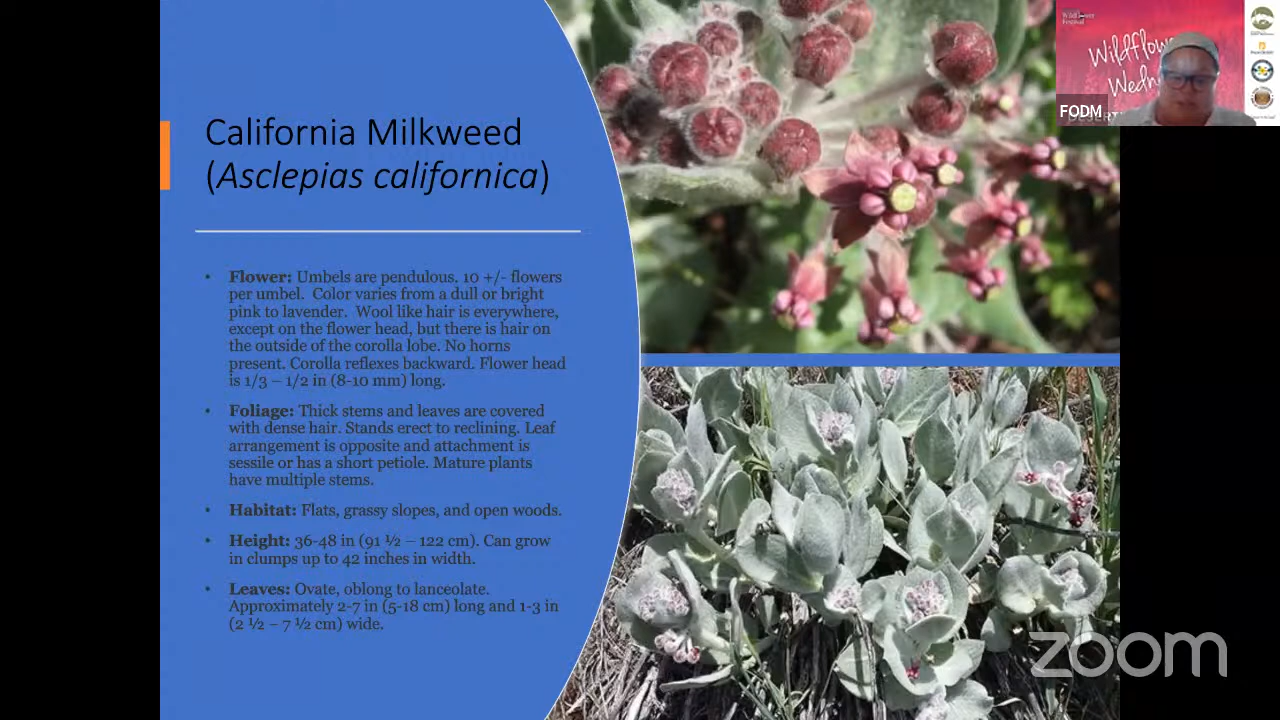 California Milkweed
(Asclepias californica)
• Flower: Umbels are pendulous. 10 +/- flowers
per umbel. Color varies from a dull or bright
pink to lavender. Wool like hair is everywhere,
except on the flower head, but there is hair on
the outside of the corolla lobe. No horns
present. Corolla reflexes backward. Flower head
is 1/3 – 1/2 in (8-10 mm) long.
• Foliage: Thick stems and leaves are covered
with dense hair. Stands erect to reclining. Leaf
arrangement is opposite and attachment is
sessile or has a short petiole. Mature plants
have multiple stems.
• Habitat: Flats, grassy slopes, and open woods.
• Height: 36-48 in (91 ½ – 122 cm). Can grow
in clumps up to 42 inches in width.
• Leaves: Ovate, oblong to lanceolate.
Approximately 2-7 in (5-18 cm) long and 1-3 in
(2 ½ – 7 ½ cm) wide.
Wildflower
Festival
FODM
zoom